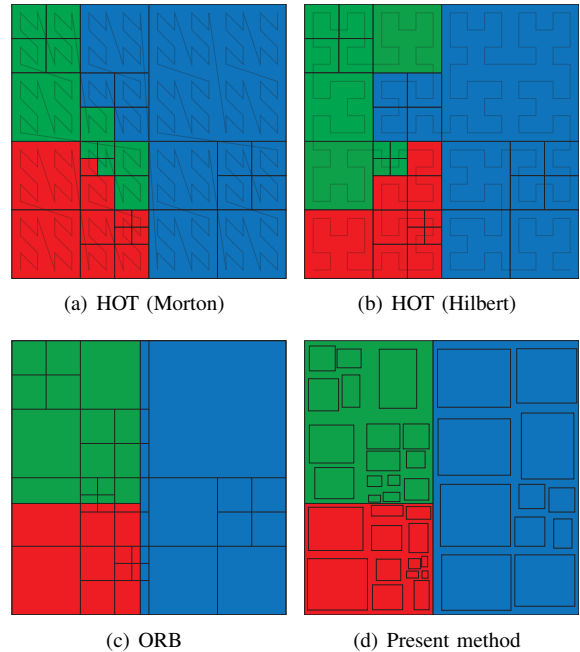 (a) HOT (Morton)
(b) HOT (Hilbert)
(c) ORB
(d) Present method